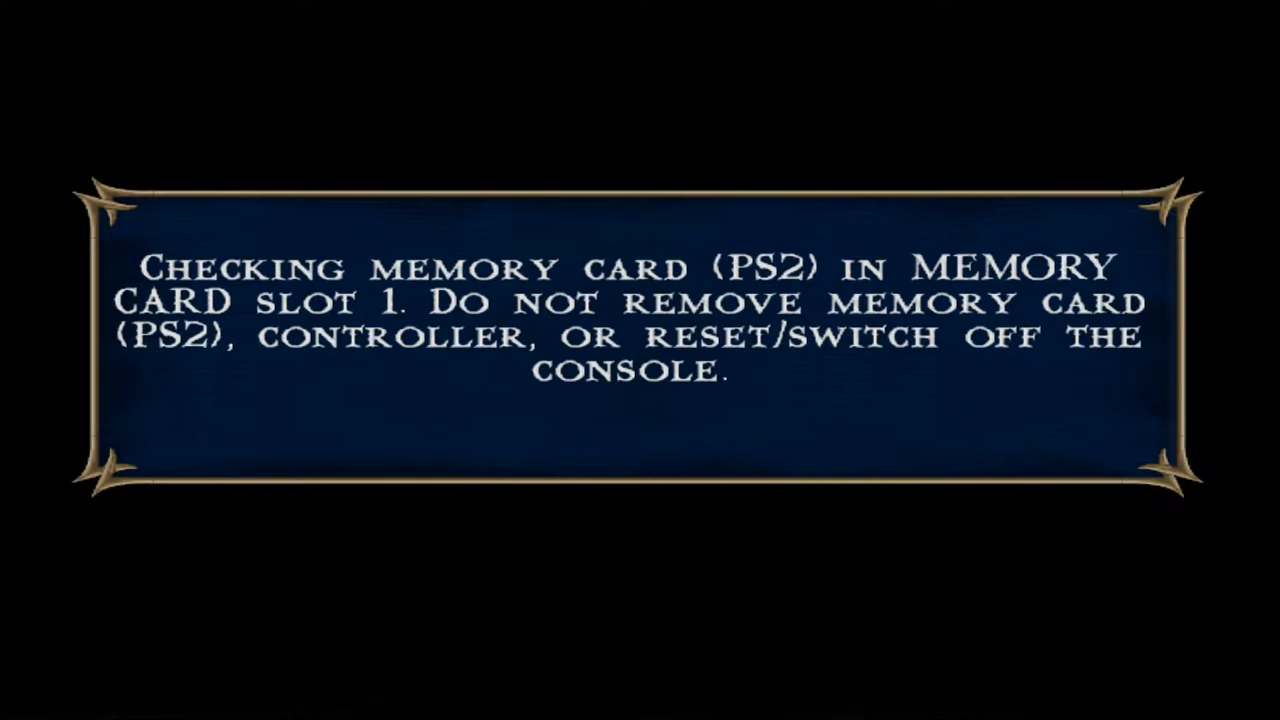 Checking memory card (PS2) in MEMORY
CARD slot 1. Do not remove memory card
(PS2), controller, or reset/switch off the
console.